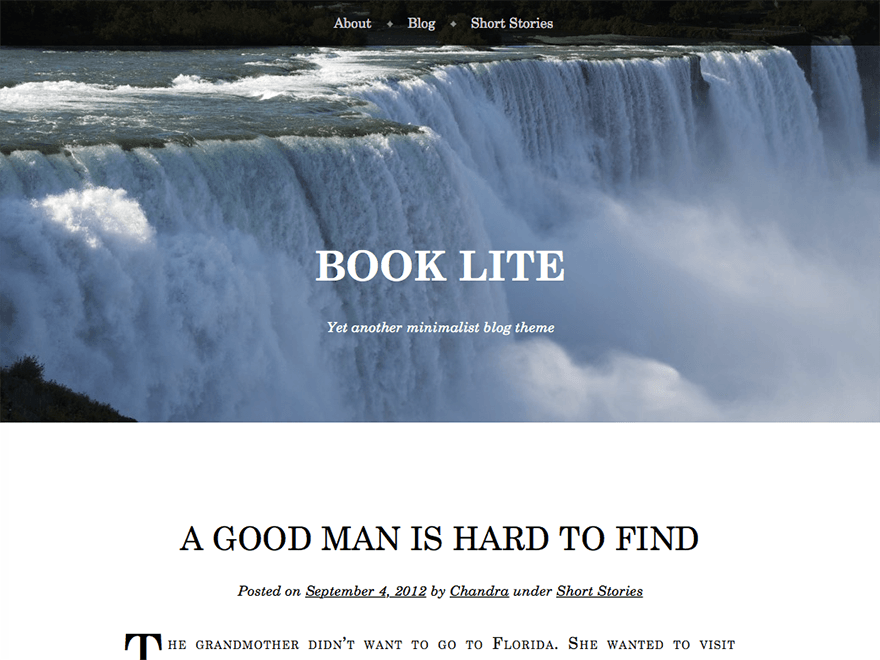 About ✦ Blog ✦ Short Stories
BOOK LITE
Yet another minimalist blog theme
A GOOD MAN IS HARD TO FIND
Posted on September 4, 2012 by Chandra under Short Stories
The grandmother didn’t want to go to Florida. She wanted to visit